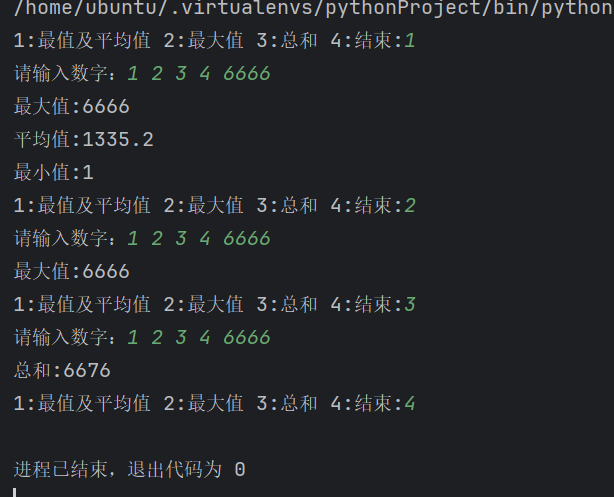 /home/ubuntu/.virtualenvs/pythonProject/bin/python
1:最值及平均值 2:最大值 3:总和 4:结束:1
请输入数字：1 2 3 4 6666
最大值:6666
平均值:1335.2
最小值:1
1:最值及平均值 2:最大值 3:总和 4:结束:2
请输入数字：1 2 3 4 6666
最大值:6666
1:最值及平均值 2:最大值 3:总和 4:结束:3
请输入数字：1 2 3 4 6666
总和:6676
1:最值及平均值 2:最大值 3:总和 4:结束:4
进程已结束，退出代码为 0